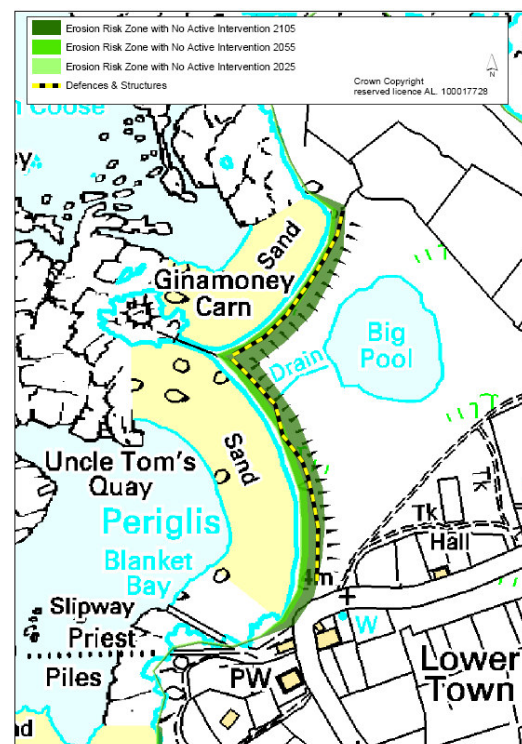 Erosion Risk Zone with No Active Intervention 2105
Erosion Risk Zone with No Active Intervention 2055
Erosion Risk Zone with No Active Intervention 2025
Defences & Structures
Crown Copyright
reserved licence AL. 100017728
N
Coose
Sand
Ginamoney
Carn
Big
Pool
Drain
Sand
Uncle Tom's
Quay
Periglis
Blanket
Bay
Slipway
Priest
Piles
Tk
Tk
Hall
W
PW
Lower
Town